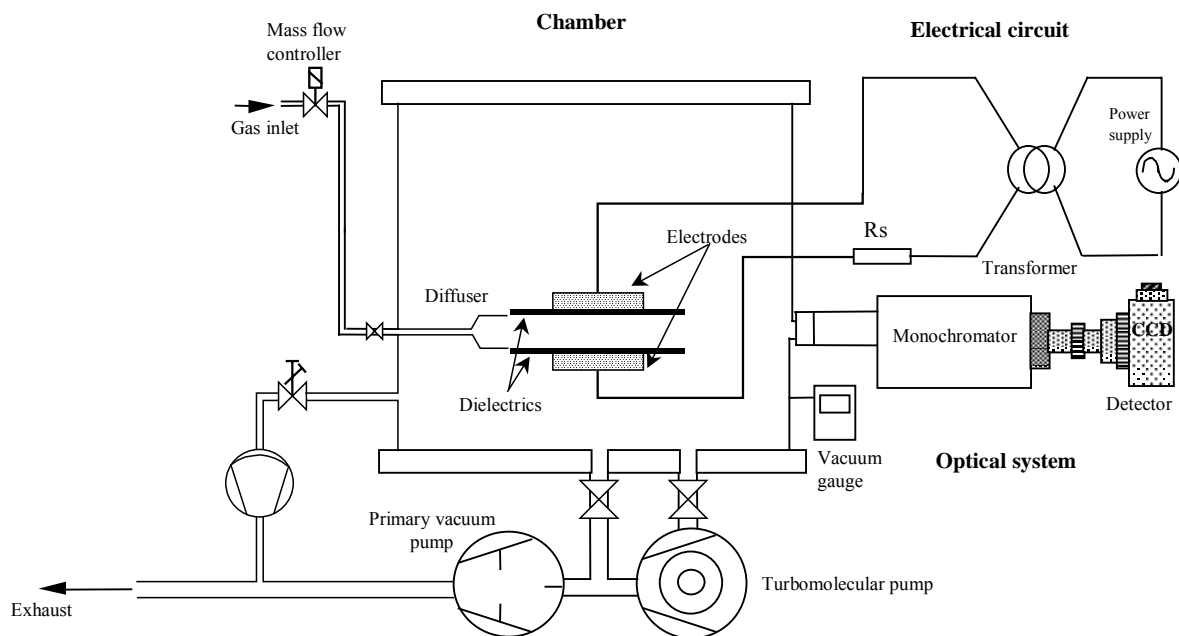 Mass flow
controller
Chamber
Electrical circuit
Gas inlet
Power
supply
Rs
Electrodes
Transformer
Diffuser
Monochromator
CCD
Dielectrics
Detector
Vacuum
gauge
Optical system
Primary vacuum
pump
Turbomolecular pump
Exhaust